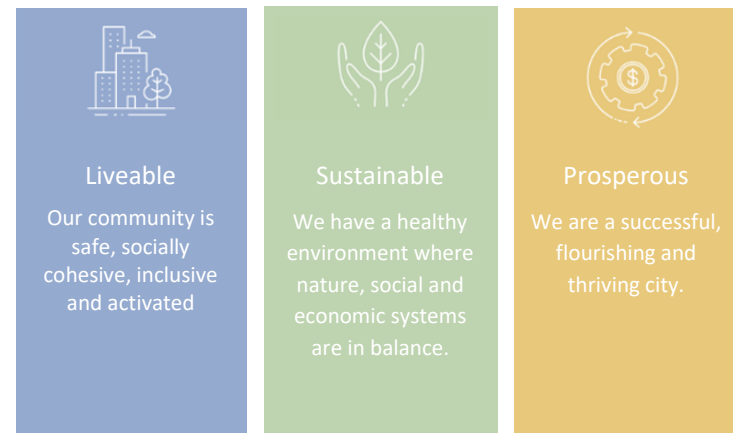 Liveable
Our community is
safe, socially
cohesive, inclusive
and activated
Sustainable
We have a healthy
environment where
nature, social and
economic systems
are in balance.
$
Prosperous
We are a successful,
flourishing and
thriving city.